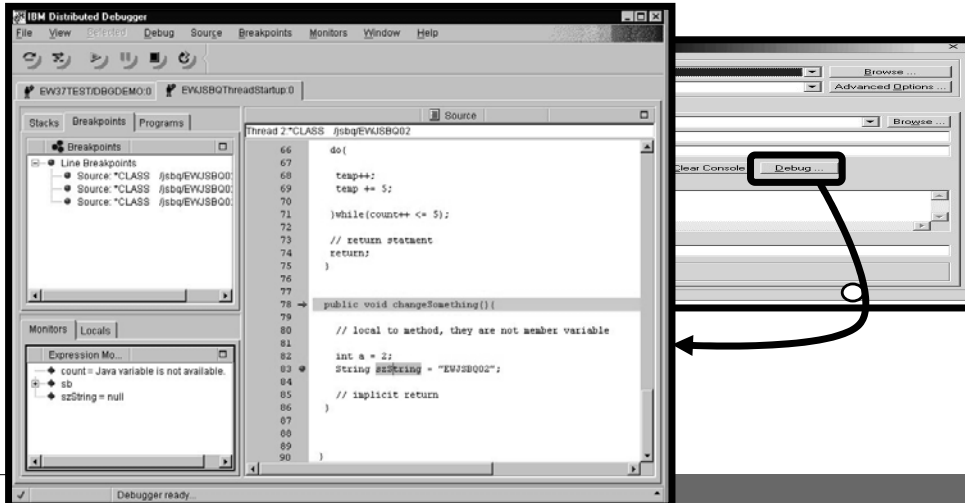 IBM Distributed Debugger
File View Selected Debug Source Breakpoints Monitors Window Help
EW37TEST/DBGDEMO:0 EWJSBQThreadStartup:0
Stacks Breakpoints Programs
Breakpoints
Line Breakpoints
Source: *CLASS /jsbq/EWJSBQ0
Source: *CLASS /jsbq/EWJSBQ0
Source: *CLASS /jsbq/EWJSBQ0
Monitors Locals
Expression Mo...
count = Java variable is not available.
sb
szString = null
Source
Thread 2:*CLASS /jsbq/EWJSBQ02
66 do{
67
68 temp++;
69 temp += 5;
70
71 }while(count++ <= 5);
72
73 // return statment
74 return;
75 }
76
77
78 public void changeSomething(){
79
80 // local to method, they are not member variable
81
82 int a = 2;
83 String szString = "EWJSBQ02";
84
85 // implicit return
86 }
87
88
89
90 }
Debugger ready...
Browse ...
Advanced Options ...
Browse ...
Clear Console Debug ...